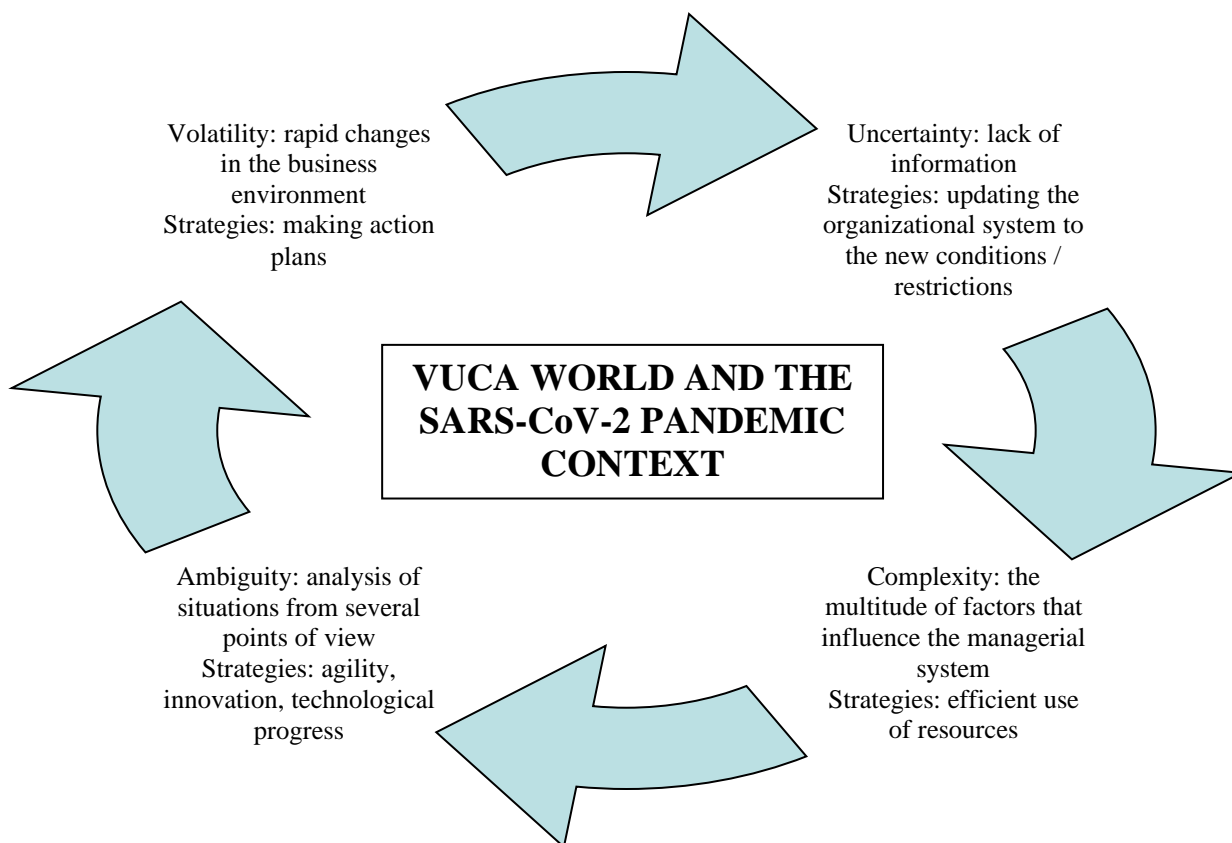 Volatility: rapid changes
in the business
environment
Strategies: making action
plans
Uncertainty: lack of
information
Strategies: updating the
organizational system to
the new conditions /
restrictions
VUCA WORLD AND THE
SARS-CoV-2 PANDEMIC
CONTEXT
Ambiguity: analysis of
situations from several
points of view
Strategies: agility,
innovation, technological
progress
Complexity: the
multitude of factors that
influence the managerial
system
Strategies: efficient use
of resources